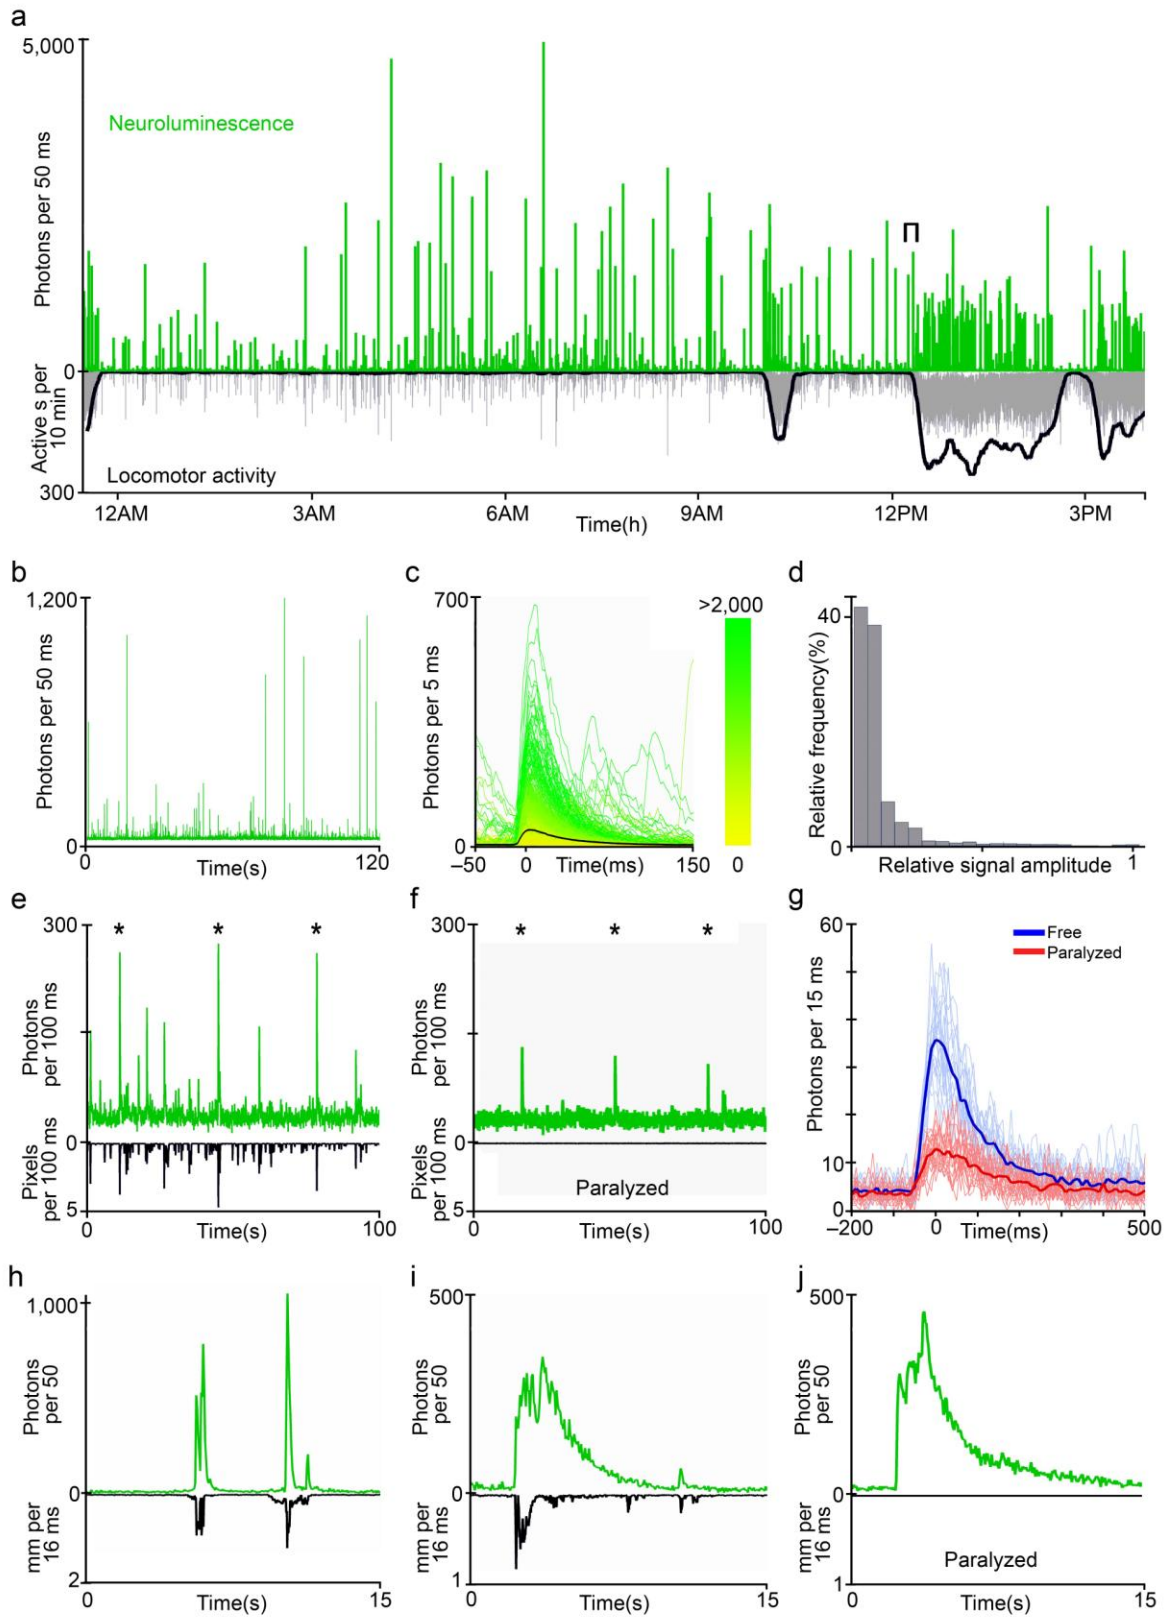 a
5,000
Neuroluminescence
Photons per 50 ms
0
Active s per
10 min
Locomotor activity
300
12AM 3AM 6AM 9AM 12PM 3PM
Time(h)
b
1,200
Photons per 50 ms
0
0 Time(s) 120
c
700
>2,000
Photons per 5 ms
0
0
–50 0 Time(ms) 150
d
40
Relative frequency(%)
0
Relative signal amplitude 1
e
300
* * *
Photons
per 100 ms
0
Pixels
per 100 ms
5
0 Time(s) 100
f
300
* * *
Photons
per 100 ms
0
Pixels
per 100 ms
Paralyzed
5
0 Time(s) 100
g
60
Free
Paralyzed
Photons per 15 ms
10
0
–200 0 Time(ms) 500
h
1,000
Photons
per 50
0
mm per
16 ms
2
0 Time(s) 15
i
500
Photons
per 50
0
mm per
16 ms
1
0 Time(s) 15
j
500
Photons
per 50
0
mm per
16 ms
Paralyzed
1
0 Time(s) 15